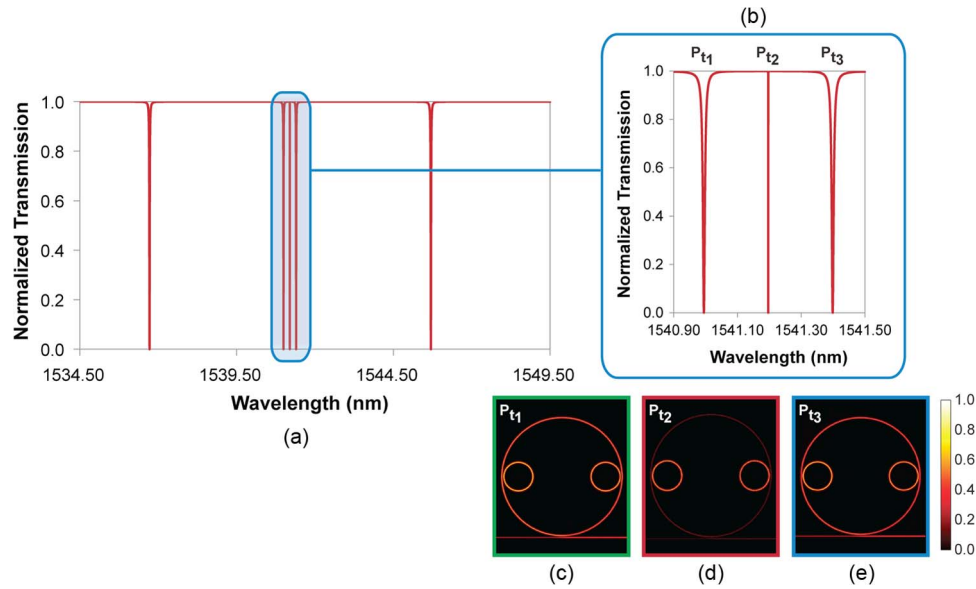 (b)
Pt1 Pt2 Pt3
1.0
0.8
0.6
0.4
0.2
0.0
Normalized Transmission
1534.50 1539.50 1544.50 1549.50
Wavelength (nm)
(a)
1.0
0.8
0.6
0.4
0.2
0.0
Normalized Transmission
1540.90 1541.10 1541.30 1541.50
Wavelength (nm)
Pt1 Pt2 Pt3
1.0
0.8
0.6
0.4
0.2
0.0
(c) (d) (e)